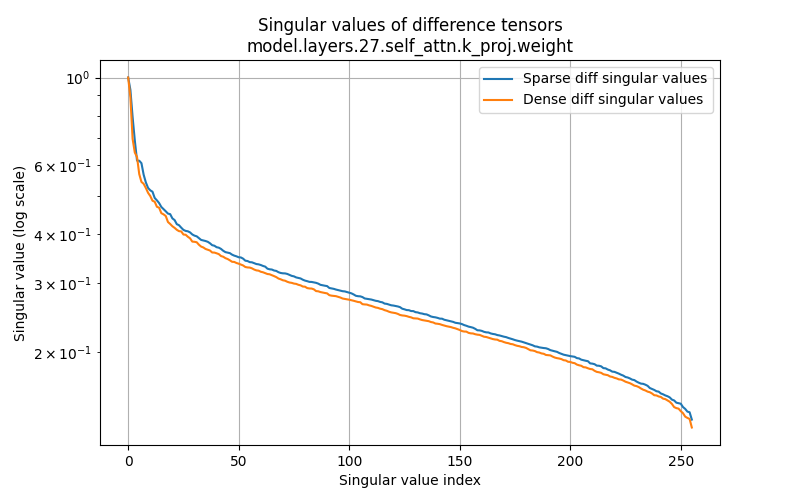 Singular values of difference tensors
model.layers.27.self_attn.k_proj.weight
Sparse diff singular values
Dense diff singular values
Singular value (log scale)
10⁰
6 × 10⁻¹
4 × 10⁻¹
3 × 10⁻¹
2 × 10⁻¹
0 50 100 150 200 250
Singular value index